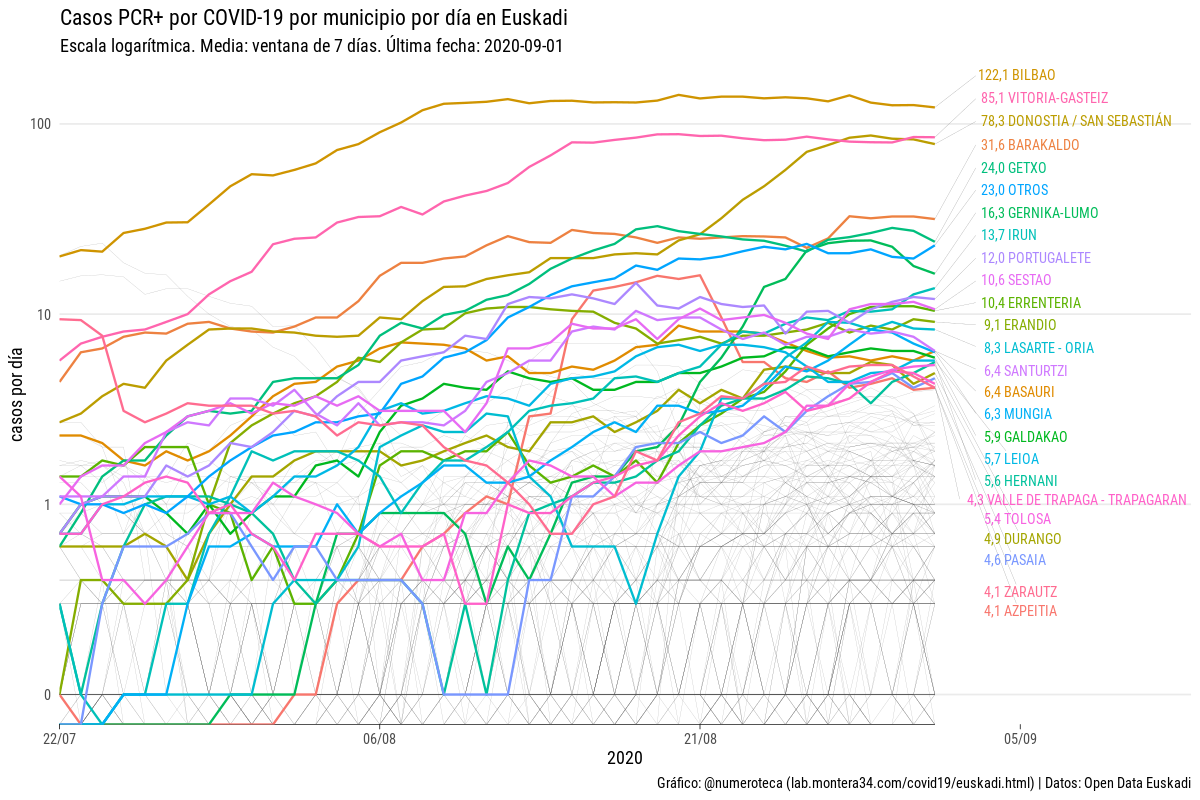 Casos PCR+ por COVID-19 por municipio por día en Euskadi
Escala logarítmica. Media: ventana de 7 días. Última fecha: 2020-09-01
122,1 BILBAO
85,1 VITORIA-GASTEIZ
78,3 DONOSTIA / SAN SEBASTIÁN
31,6 BARAKALDO
24,0 GETXO
23,0 OTROS
16,3 GERNIKA-LUMO
13,7 IRUN
12,0 PORTUGALETE
10,6 SESTAO
10,4 ERRENTERIA
9,1 ERANDIO
8,3 LASARTE - ORIA
6,4 SANTURTZI
6,4 BASAURI
6,3 MUNGIA
5,9 GALDAKAO
5,7 LEIOA
5,6 HERNANI
4,3 VALLE DE TRAPAGA - TRAPAGARAN
5,4 TOLOSA
4,9 DURANGO
4,6 PASAIA
4,1 ZARAUTZ
4,1 AZPEITIA
casos por día
100
10
1
0
22/07
06/08
21/08
05/09
2020
Gráfico: @numeroteca (lab.montera34.com/covid19/euskadi.html) | Datos: Open Data Euskadi